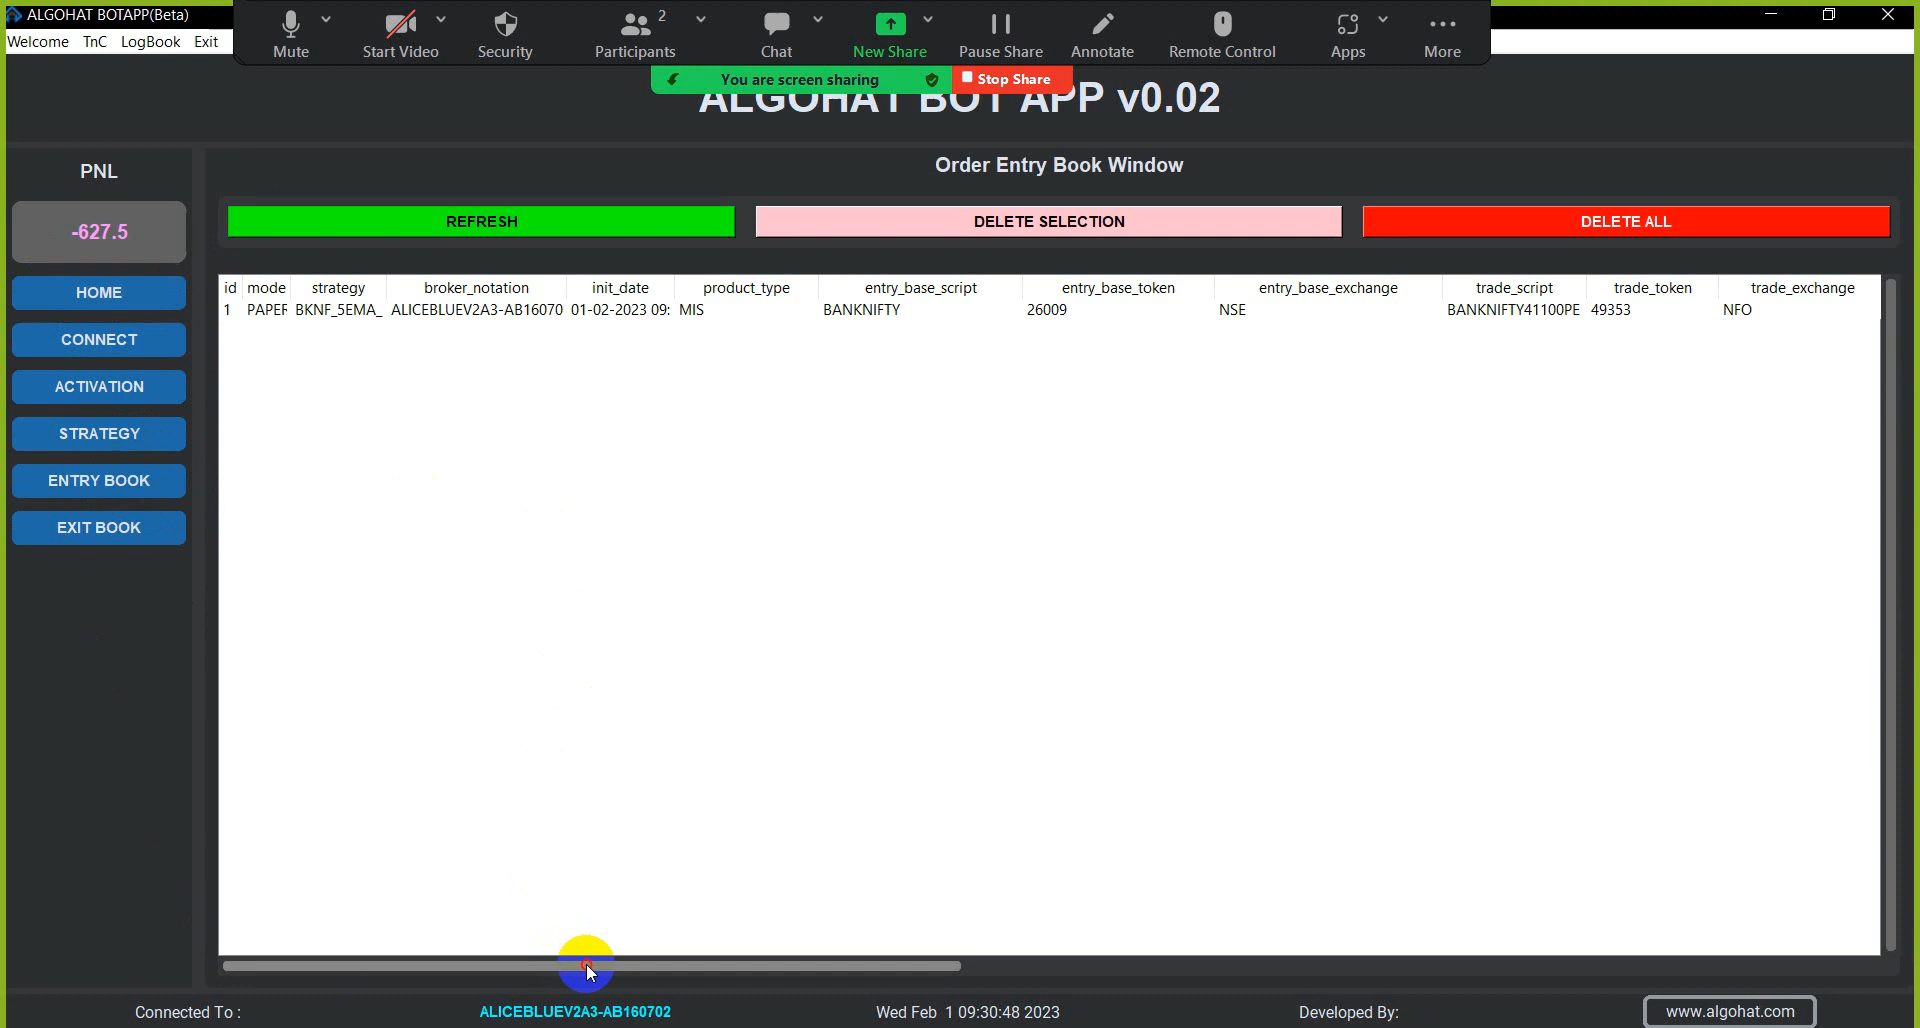 ALGOHAT BOTAPP(Beta)
Welcome TnC LogBook Exit
2
Mute Start Video Security Participants Chat New Share Pause Share Annotate Remote Control Apps More
You are screen sharing Stop Share
ALGOHAT BOT APP v0.02
PNL
-627.5
HOME
CONNECT
ACTIVATION
STRATEGY
ENTRY BOOK
EXIT BOOK
Order Entry Book Window
REFRESH DELETE SELECTION DELETE ALL
id mode strategy broker_notation init_date product_type entry_base_script entry_base_token entry_base_exchange trade_script trade_token trade_exchange
1 PAPER BKNF_5EMA_ ALICEBLUEV2A3-AB16070 01-02-2023 09: MIS BANKNIFTY 26009 NSE BANKNIFTY41100PE 49353 NFO
Connected To : ALICEBLUEV2A3-AB160702 Wed Feb 1 09:30:48 2023 Developed By: www.algohat.com